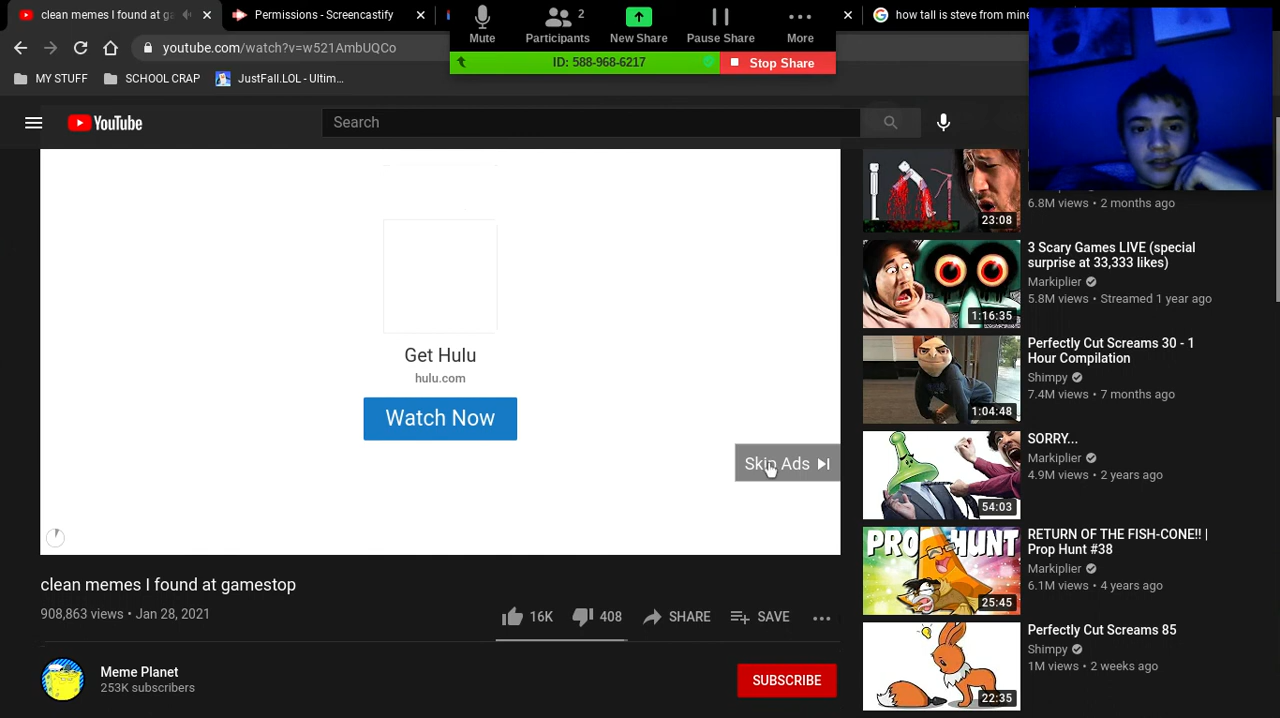 clean memes I found at ga
Permissions - Screencastify
how tall is steve from mine
Mute
Participants
2
New Share
Pause Share
More
youtube.com/watch?v=w521AmbUQCo
ID: 588-968-6217
Stop Share
MY STUFF
SCHOOL CRAP
JustFall.LOL - Ultim...
YouTube
Search
Get Hulu
hulu.com
Watch Now
Skip Ads
clean memes I found at gamestop
908,863 views • Jan 28, 2021
16K
408
SHARE
SAVE
Meme Planet
253K subscribers
SUBSCRIBE
23:08
6.8M views • 2 months ago
3 Scary Games LIVE (special
surprise at 33,333 likes)
Markiplier
5.8M views • Streamed 1 year ago
1:16:35
Perfectly Cut Screams 30 - 1
Hour Compilation
Shimpy
7.4M views • 7 months ago
1:04:48
SORRY...
Markiplier
4.9M views • 2 years ago
54:03
PROP HUNT
RETURN OF THE FISH-CONE!! |
Prop Hunt #38
Markiplier
6.1M views • 4 years ago
25:45
Perfectly Cut Screams 85
Shimpy
1M views • 2 weeks ago
22:35